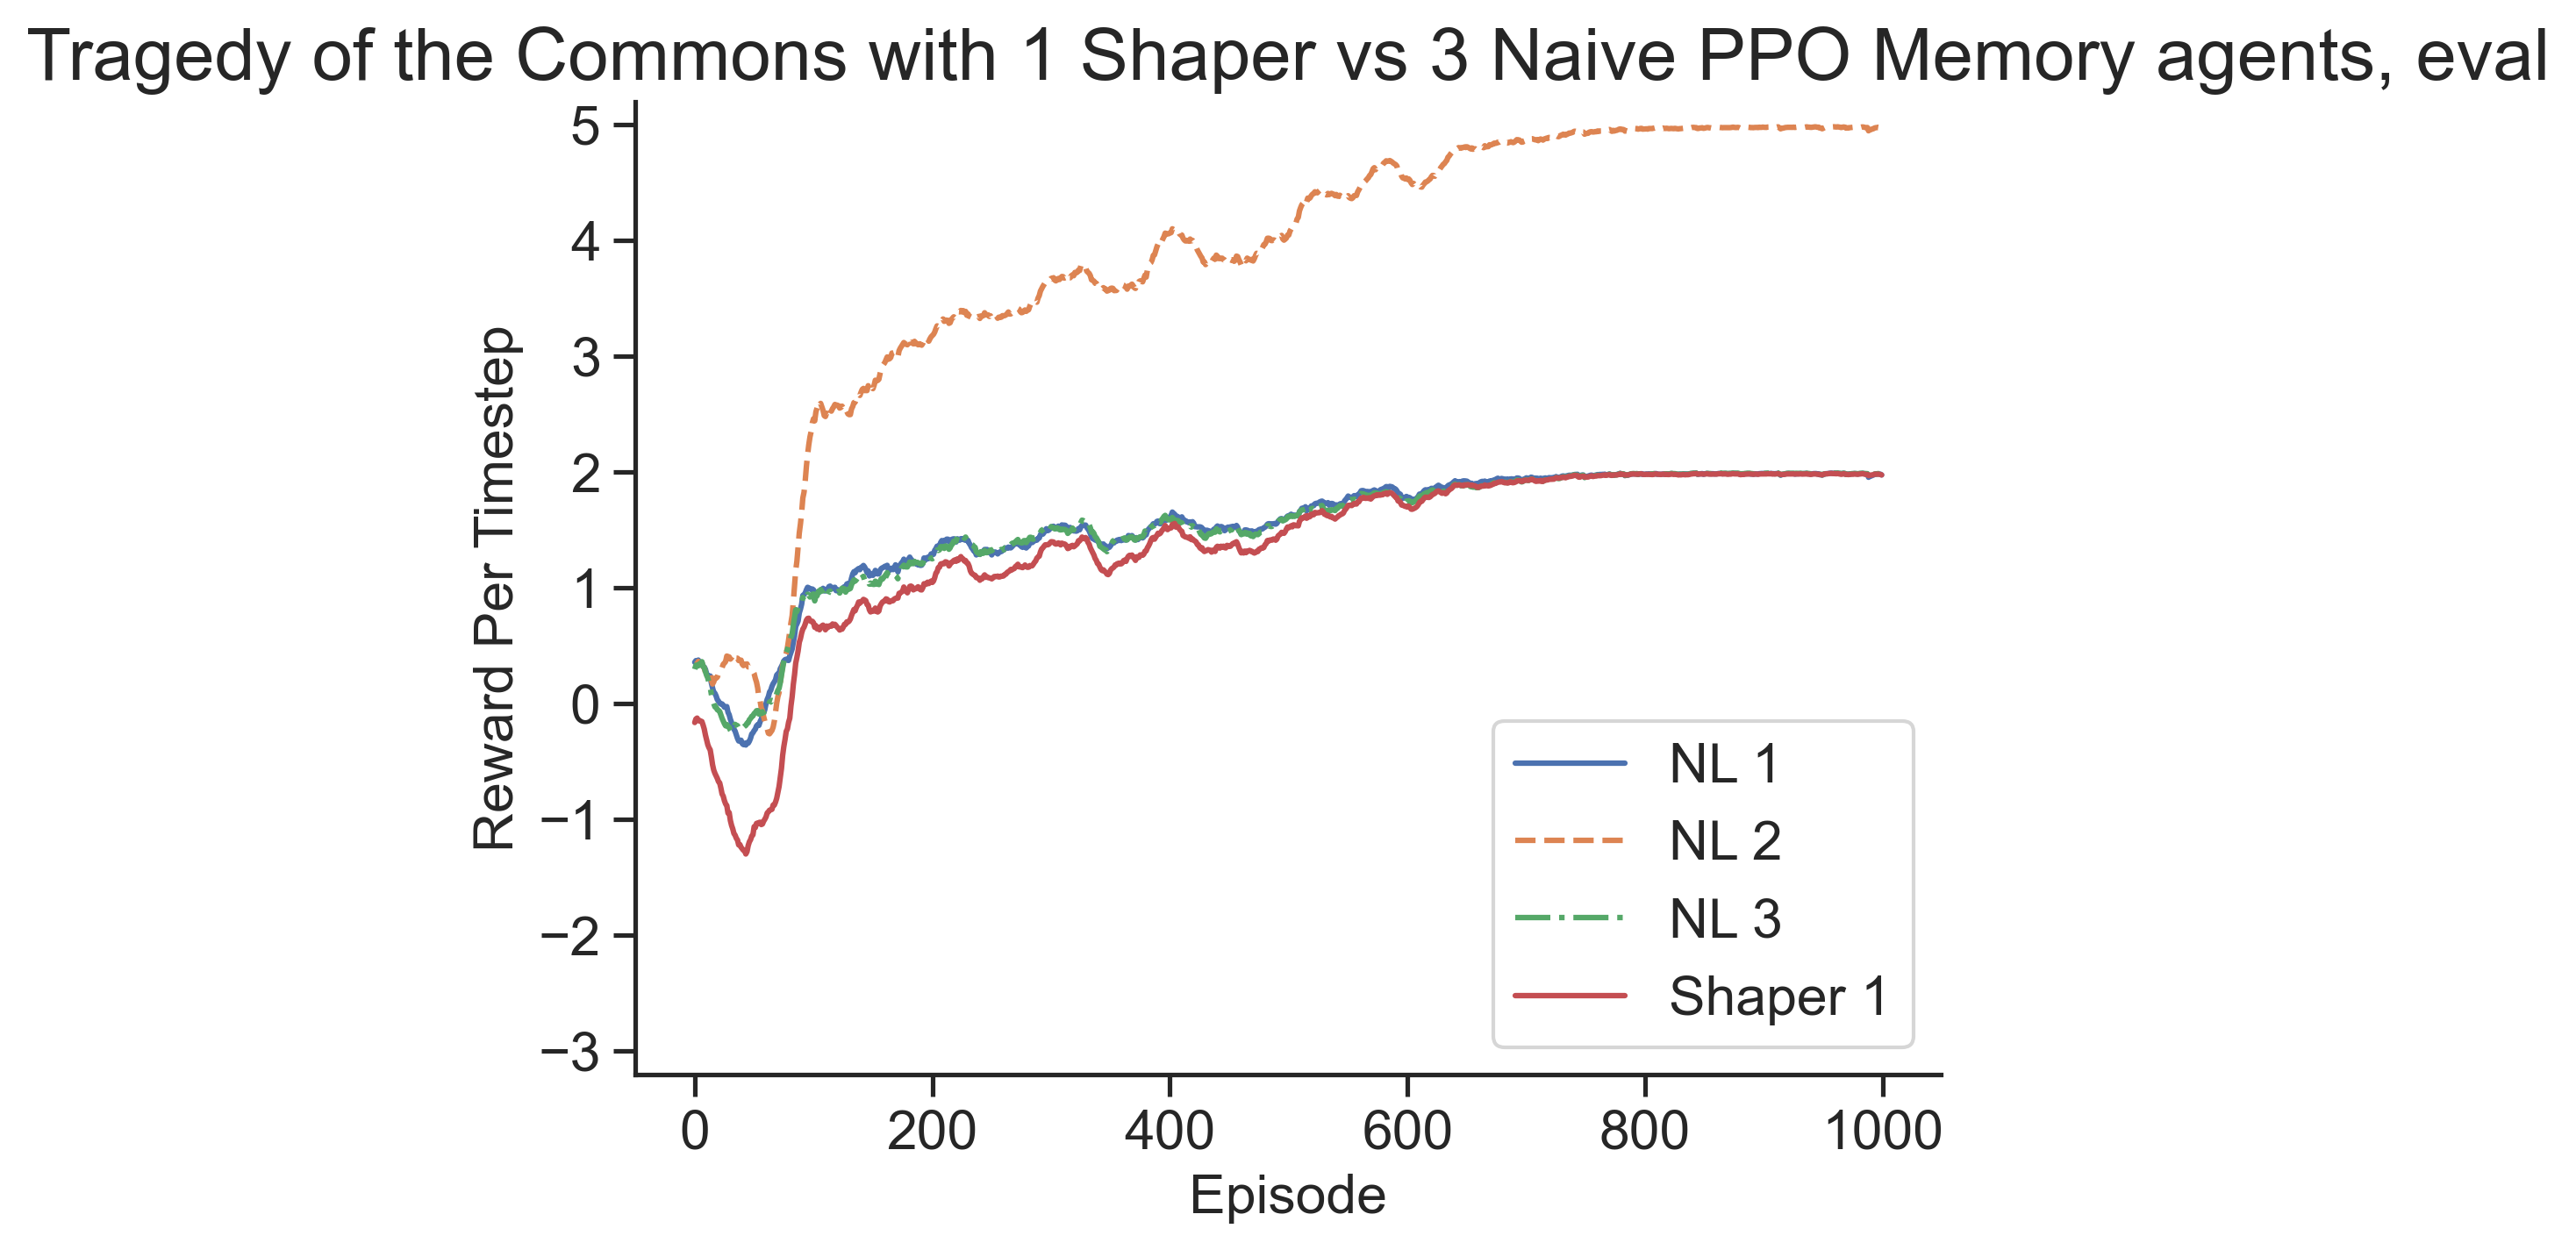 Tragedy of the Commons with 1 Shaper vs 3 Naive PPO Memory agents, eval
Reward Per Timestep
5
4
3
2
1
0
−1
−2
−3
NL 1
NL 2
NL 3
Shaper 1
0 200 400 600 800 1000
Episode